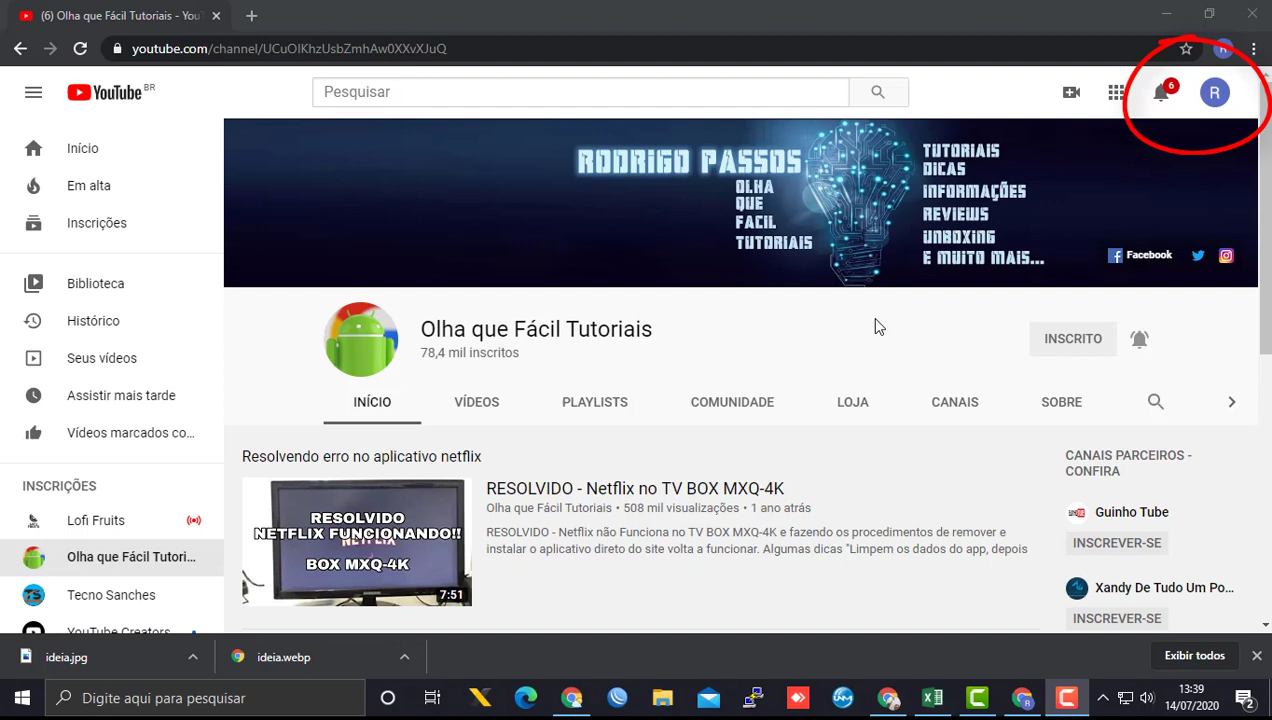 (6) Olha que Fácil Tutoriais - You
youtube.com/channel/UCuOIKhzUsbZmhAw0XXvXJuQ
R
YouTube BR
Pesquisar
6
R
Início
Em alta
Inscrições
Biblioteca
Histórico
Seus vídeos
Assistir mais tarde
Vídeos marcados co...
INSCRIÇÕES
Lofi Fruits
Olha que Fácil Tutori...
Tecno Sanches
YouTube Creators
RODRIGO PASSOS
OLHA
QUE
FACIL
TUTORIAIS
TUTORIAIS
DICAS
INFORMAÇÕES
REVIEWS
UNBOXING
E MUITO MAIS...
Facebook
Olha que Fácil Tutoriais
78,4 mil inscritos
INSCRITO
INÍCIO
VÍDEOS
PLAYLISTS
COMUNIDADE
LOJA
CANAIS
SOBRE
Resolvendo erro no aplicativo netflix
RESOLVIDO
NETFLIX FUNCIONANDO!!
NETFLIX
BOX MXQ-4K
7:51
RESOLVIDO - Netflix no TV BOX MXQ-4K
Olha que Fácil Tutoriais • 508 mil visualizações • 1 ano atrás
RESOLVIDO - Netflix não Funciona no TV BOX MXQ-4K e fazendo os procedimentos de remover e
instalar o aplicativo direto do site volta a funcionar. Algumas dicas "Limpem os dados do app, depois
CANAIS PARCEIROS -
CONFIRA
Guinho Tube
INSCREVER-SE
Xandy De Tudo Um Po...
INSCREVER-SE
ideia.jpg
ideia.webp
Exibir todos
Digite aqui para pesquisar
13:39
14/07/2020
2